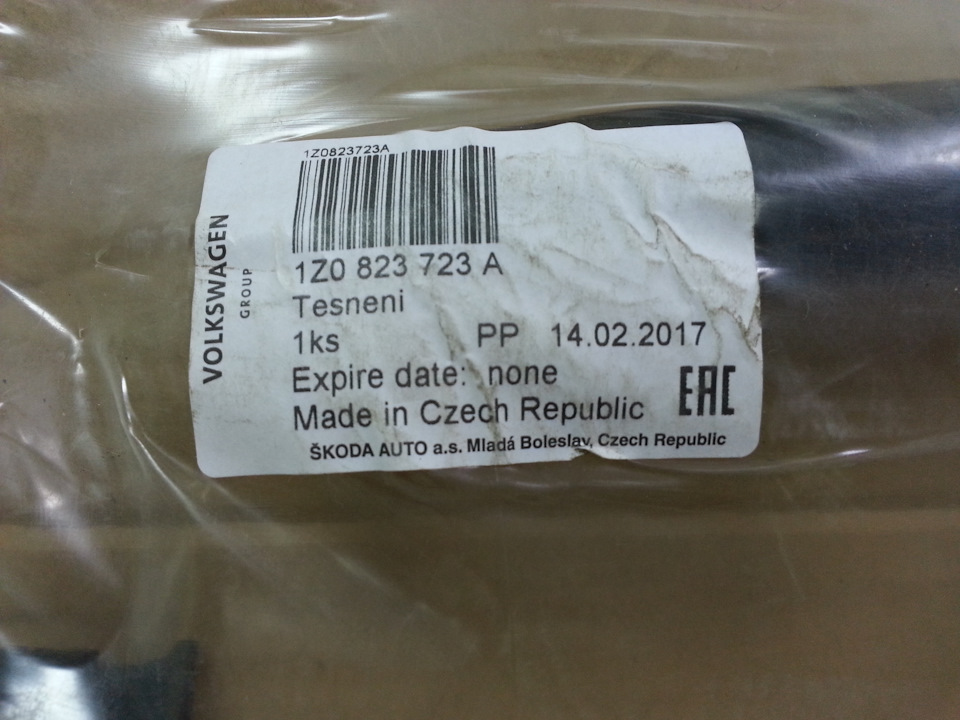 1Z0823723A
VOLKSWAGEN
GROUP
1Z0 823 723 A
Tesneni
1ks PP 14.02.2017
Expire date: none
Made in Czech Republic
EAC
ŠKODA AUTO a.s. Mladá Boleslav, Czech Republic